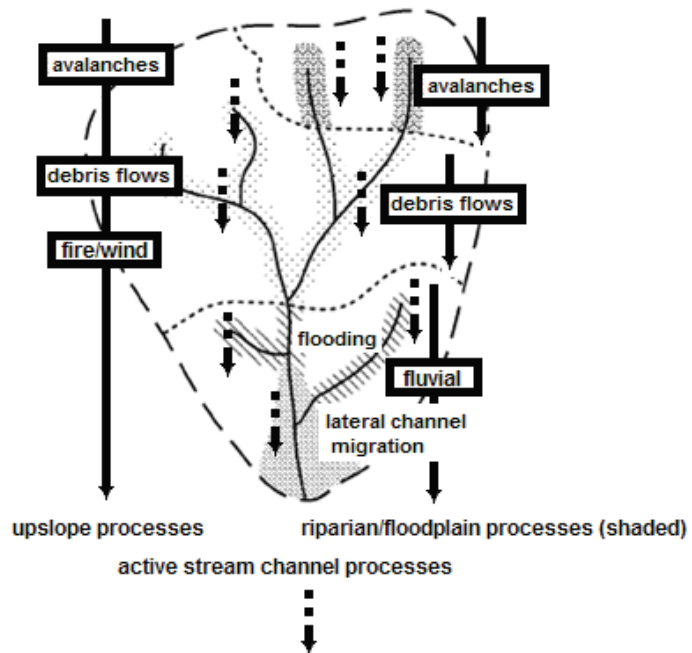 avalanches
avalanches
debris flows
debris flows
fire/wind
flooding
fluvial
lateral channel
migration
upslope processes
riparian/floodplain processes (shaded)
active stream channel processes